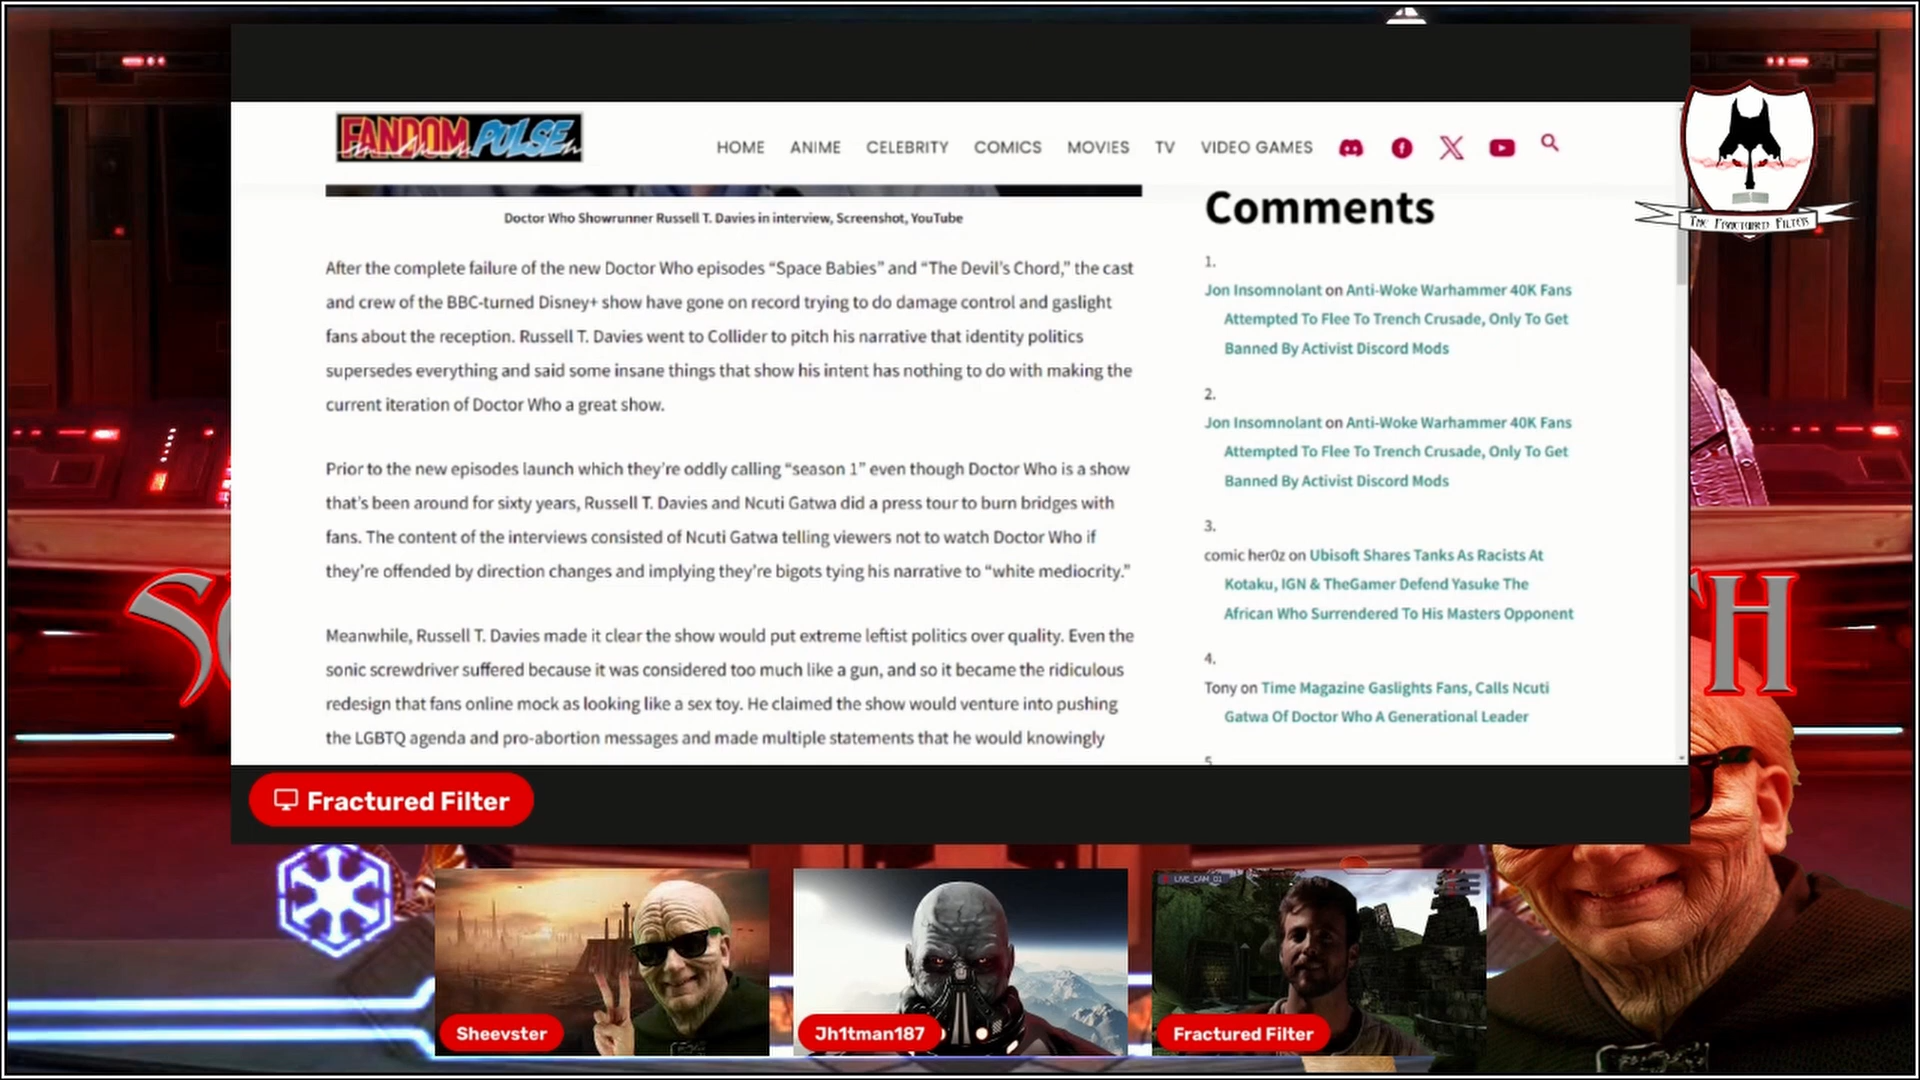 FANDOM PULSE
HOME ANIME CELEBRITY COMICS MOVIES TV VIDEO GAMES
THE FRACTURED FILTER
Doctor Who Showrunner Russell T. Davies in interview, Screenshot, YouTube
After the complete failure of the new Doctor Who episodes “Space Babies” and “The Devil’s Chord,” the cast
and crew of the BBC-turned Disney+ show have gone on record trying to do damage control and gaslight
fans about the reception. Russell T. Davies went to Collider to pitch his narrative that identity politics
supersedes everything and said some insane things that show his intent has nothing to do with making the
current iteration of Doctor Who a great show.
Prior to the new episodes launch which they’re oddly calling “season 1” even though Doctor Who is a show
that’s been around for sixty years, Russell T. Davies and Ncuti Gatwa did a press tour to burn bridges with
fans. The content of the interviews consisted of Ncuti Gatwa telling viewers not to watch Doctor Who if
they’re offended by direction changes and implying they’re bigots tying his narrative to “white mediocrity.”
Meanwhile, Russell T. Davies made it clear the show would put extreme leftist politics over quality. Even the
sonic screwdriver suffered because it was considered too much like a gun, and so it became the ridiculous
redesign that fans online mock as looking like a sex toy. He claimed the show would venture into pushing
the LGBTQ agenda and pro-abortion messages and made multiple statements that he would knowingly
Comments
1.
Jon Insomnolant on Anti-Woke Warhammer 40K Fans
Attempted To Flee To Trench Crusade, Only To Get
Banned By Activist Discord Mods
2.
Jon Insomnolant on Anti-Woke Warhammer 40K Fans
Attempted To Flee To Trench Crusade, Only To Get
Banned By Activist Discord Mods
3.
comic her0z on Ubisoft Shares Tanks As Racists At
Kotaku, IGN & TheGamer Defend Yasuke The
African Who Surrendered To His Masters Opponent
4.
Tony on Time Magazine Gaslights Fans, Calls Ncuti
Gatwa Of Doctor Who A Generational Leader
Fractured Filter
LIVE_CAM_01
Sheevster
Jh1tman187
Fractured Filter